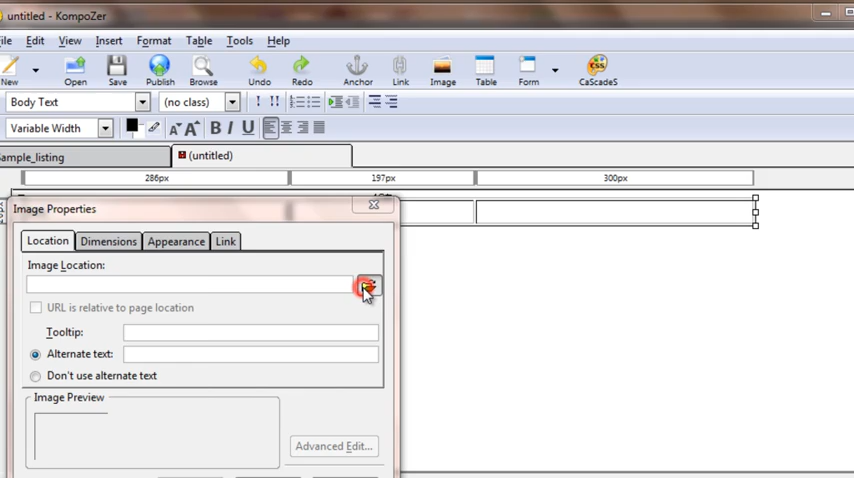 untitled - KompoZer
File Edit View Insert Format Table Tools Help
New Open Save Publish Browse Undo Redo Anchor Link Image Table Form CaScadeS
Body Text (no class) ! !!
Variable Width B I U
Sample_listing (untitled)
286px 197px 300px
Image Properties
Location Dimensions Appearance Link
Image Location:
URL is relative to page location
Tooltip:
Alternate text:
Don't use alternate text
Image Preview
Advanced Edit...